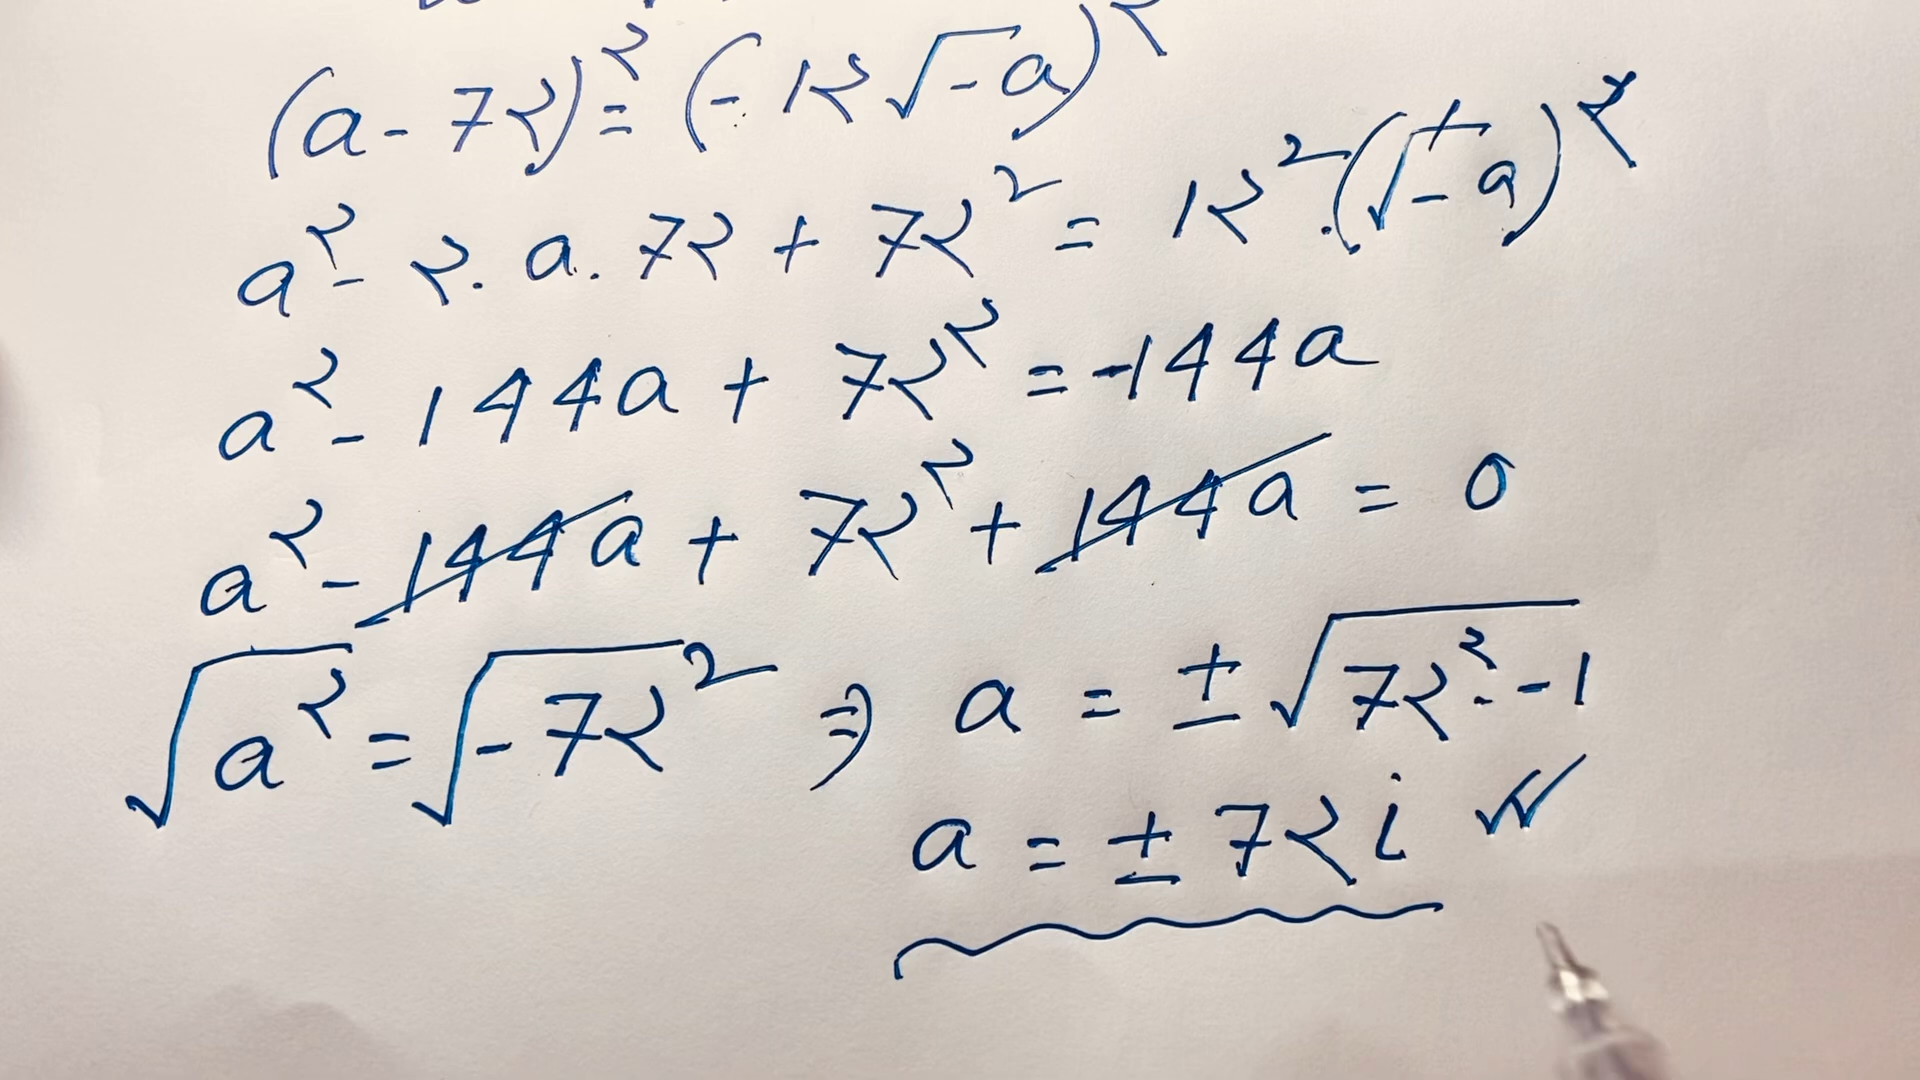 (a - 72)² = (- 12 √-a)²
a² - 2. a. 72 + 72² = 12² . (√-a)²
a² - 144a + 72² = -144a
a² - 144a + 72² + 144a = 0
√a² = √-72² ⇒ a = ± √72² . -1
a = ± 72 i